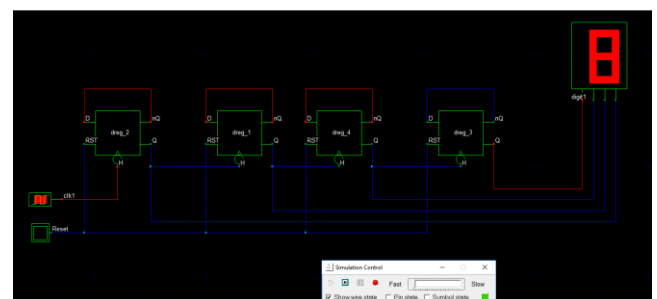 digit1
D nQ D nQ D nQ D nQ
dreg_2 dreg_1 dreg_4 dreg_3
RST Q RST Q RST Q RST Q
H H H H
clk1
Reset
Simulation Control
Fast Slow
Show wire state Pin state Symbol state